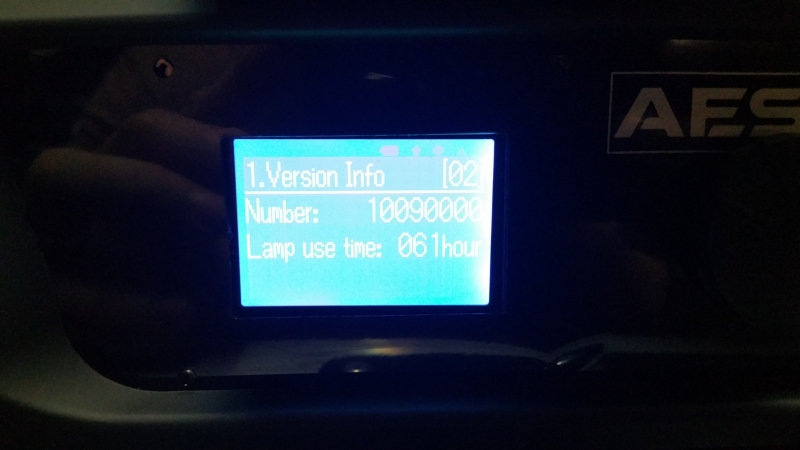 1.Version Info [02]
Number: 10090000
Lamp use time: 061hour
AES